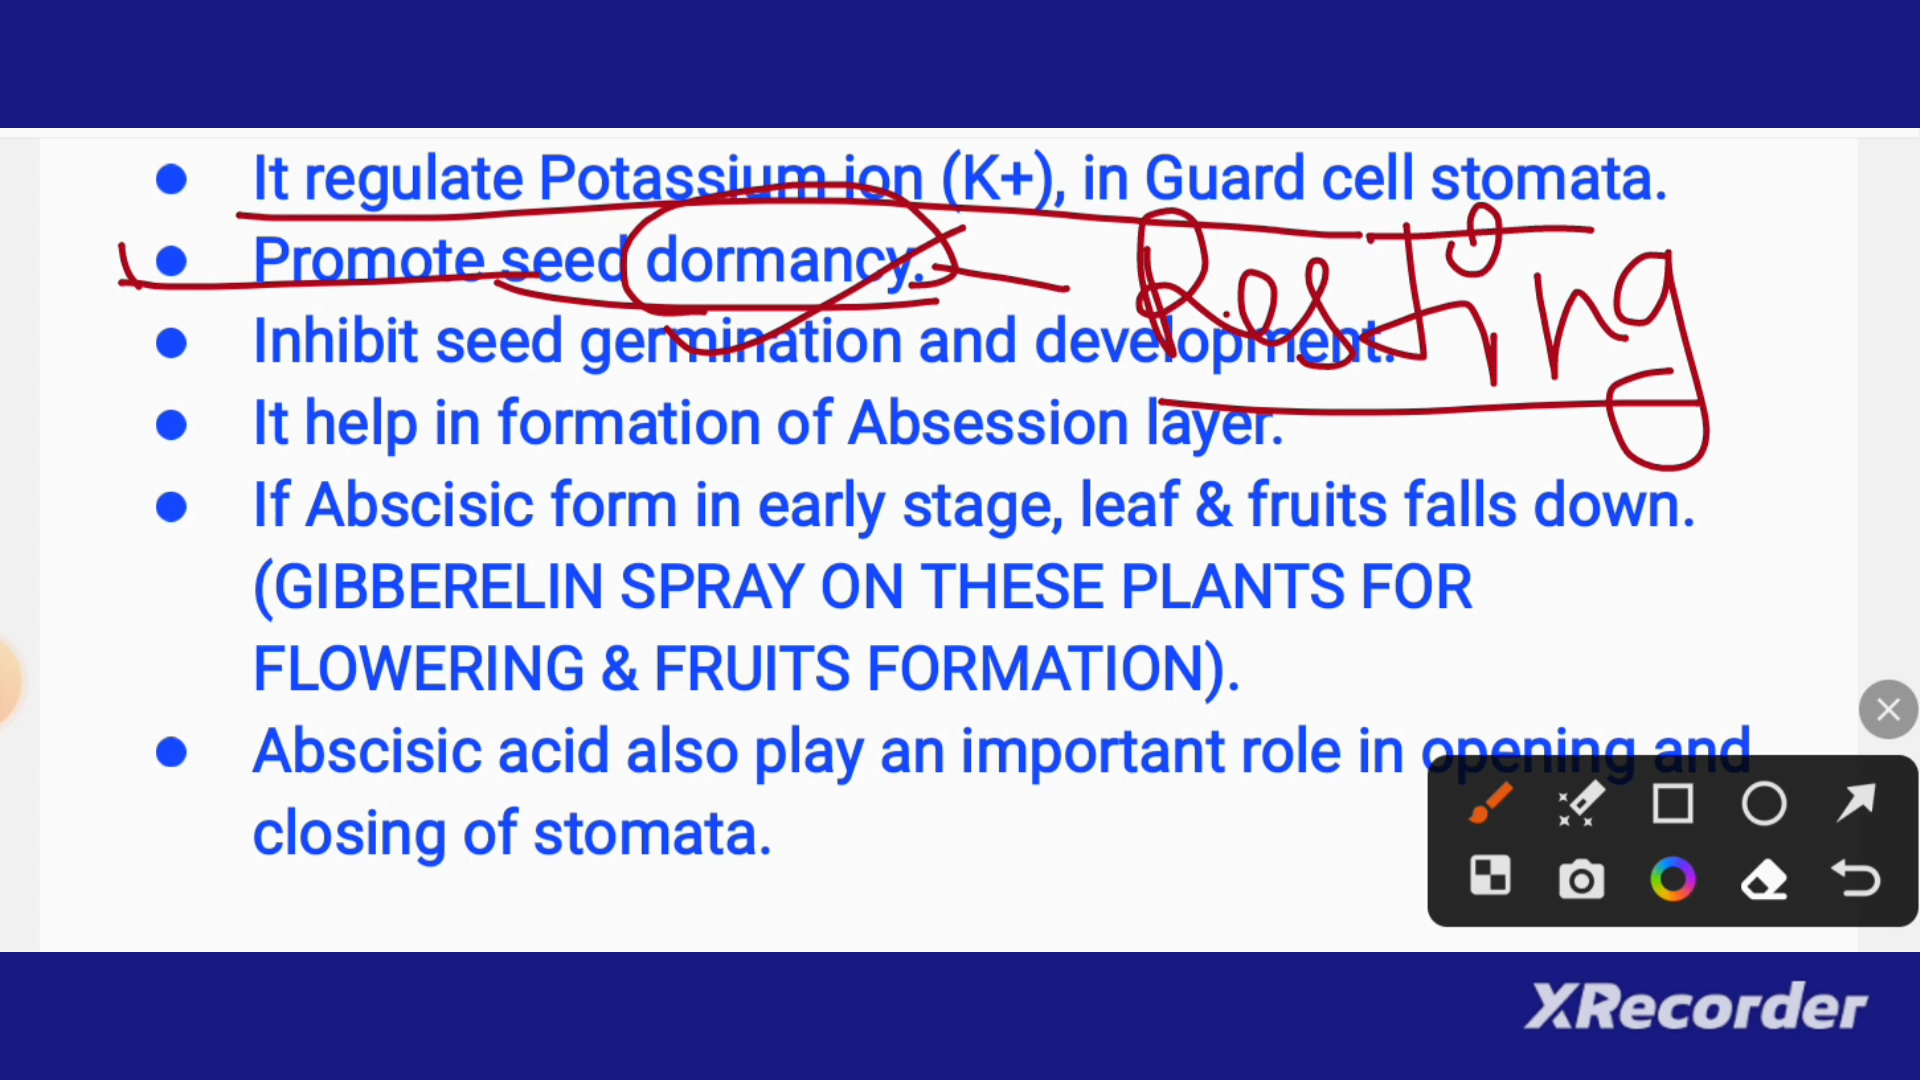 It regulate Potassium ion (K+), in Guard cell stomata.
Promote seed dormancy. Resting
Inhibit seed germination and development.
It help in formation of Absession layer.
If Abscisic form in early stage, leaf & fruits falls down.
(GIBBERELIN SPRAY ON THESE PLANTS FOR
FLOWERING & FRUITS FORMATION).
Abscisic acid also play an important role in opening and
closing of stomata.
XRecorder